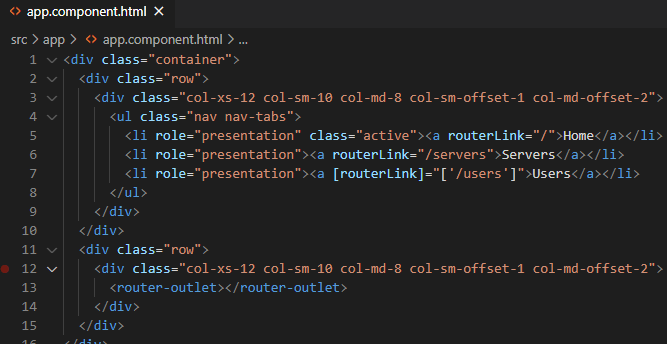 <> app.component.html ×
src > app > <> app.component.html > ...
1 <div class="container">
2 <div class="row">
3 <div class="col-xs-12 col-sm-10 col-md-8 col-sm-offset-1 col-md-offset-2">
4 <ul class="nav nav-tabs">
5 <li role="presentation" class="active"><a routerLink="/">Home</a></li>
6 <li role="presentation"><a routerLink="/servers">Servers</a></li>
7 <li role="presentation"><a [routerLink]="['/users']">Users</a></li>
8 </ul>
9 </div>
10 </div>
11 <div class="row">
12 <div class="col-xs-12 col-sm-10 col-md-8 col-sm-offset-1 col-md-offset-2">
13 <router-outlet></router-outlet>
14 </div>
15 </div>
16 </div>